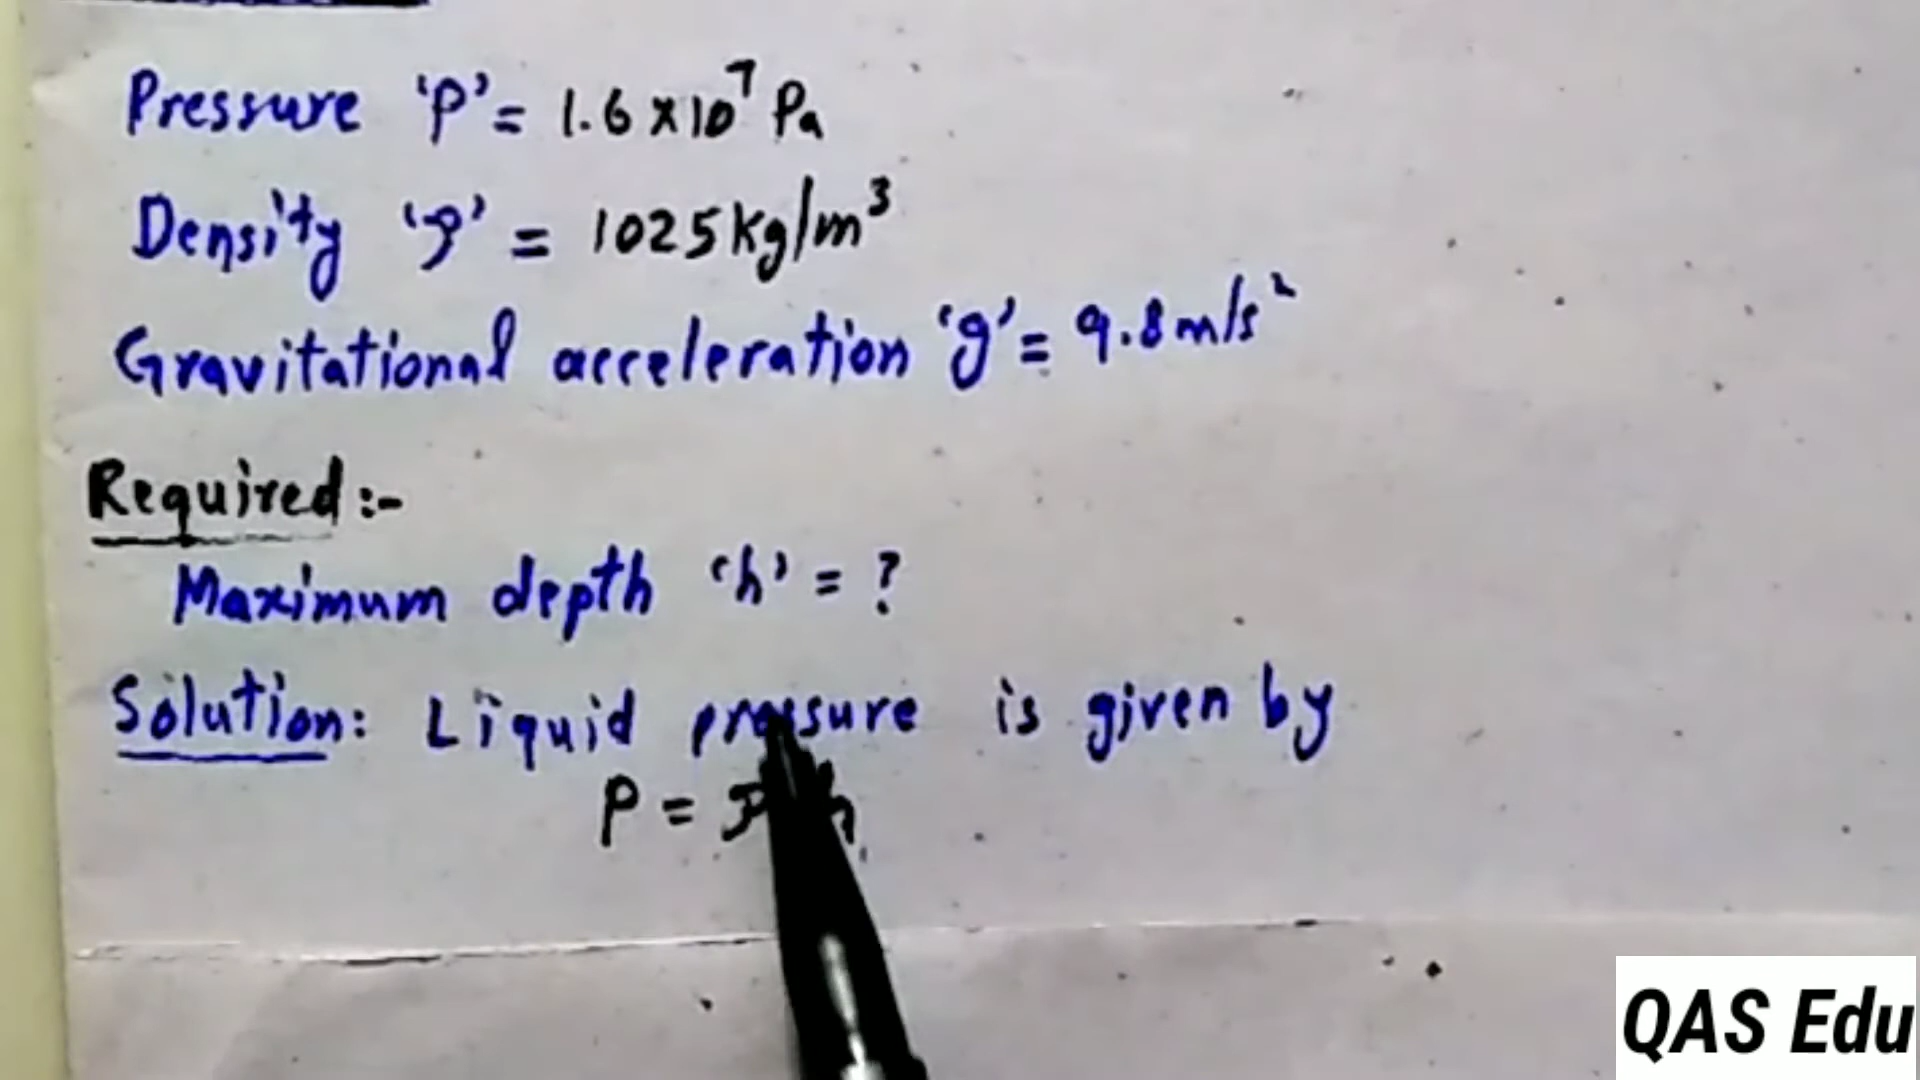 Pressure 'P' = 1.6 × 10⁷ Pa
Density 'ρ' = 1025 kg/m³
Gravitational acceleration 'g' = 9.8 m/s²
Required :-
Maximum depth 'h' = ?
Solution: Liquid pressure is given by
P = ρ h
QAS Edu